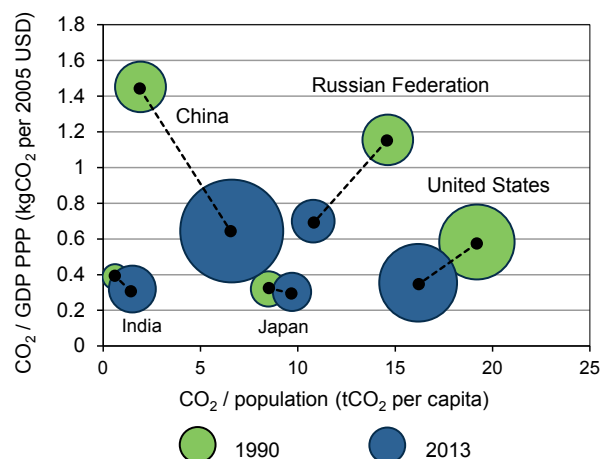 1.8
1.6
1.4
1.2
1
0.8
0.6
0.4
0.2
0
CO₂ / GDP PPP (kgCO₂ per 2005 USD)
Russian Federation
China
United States
India
Japan
0 5 10 15 20 25
CO₂ / population (tCO₂ per capita)
1990 2013